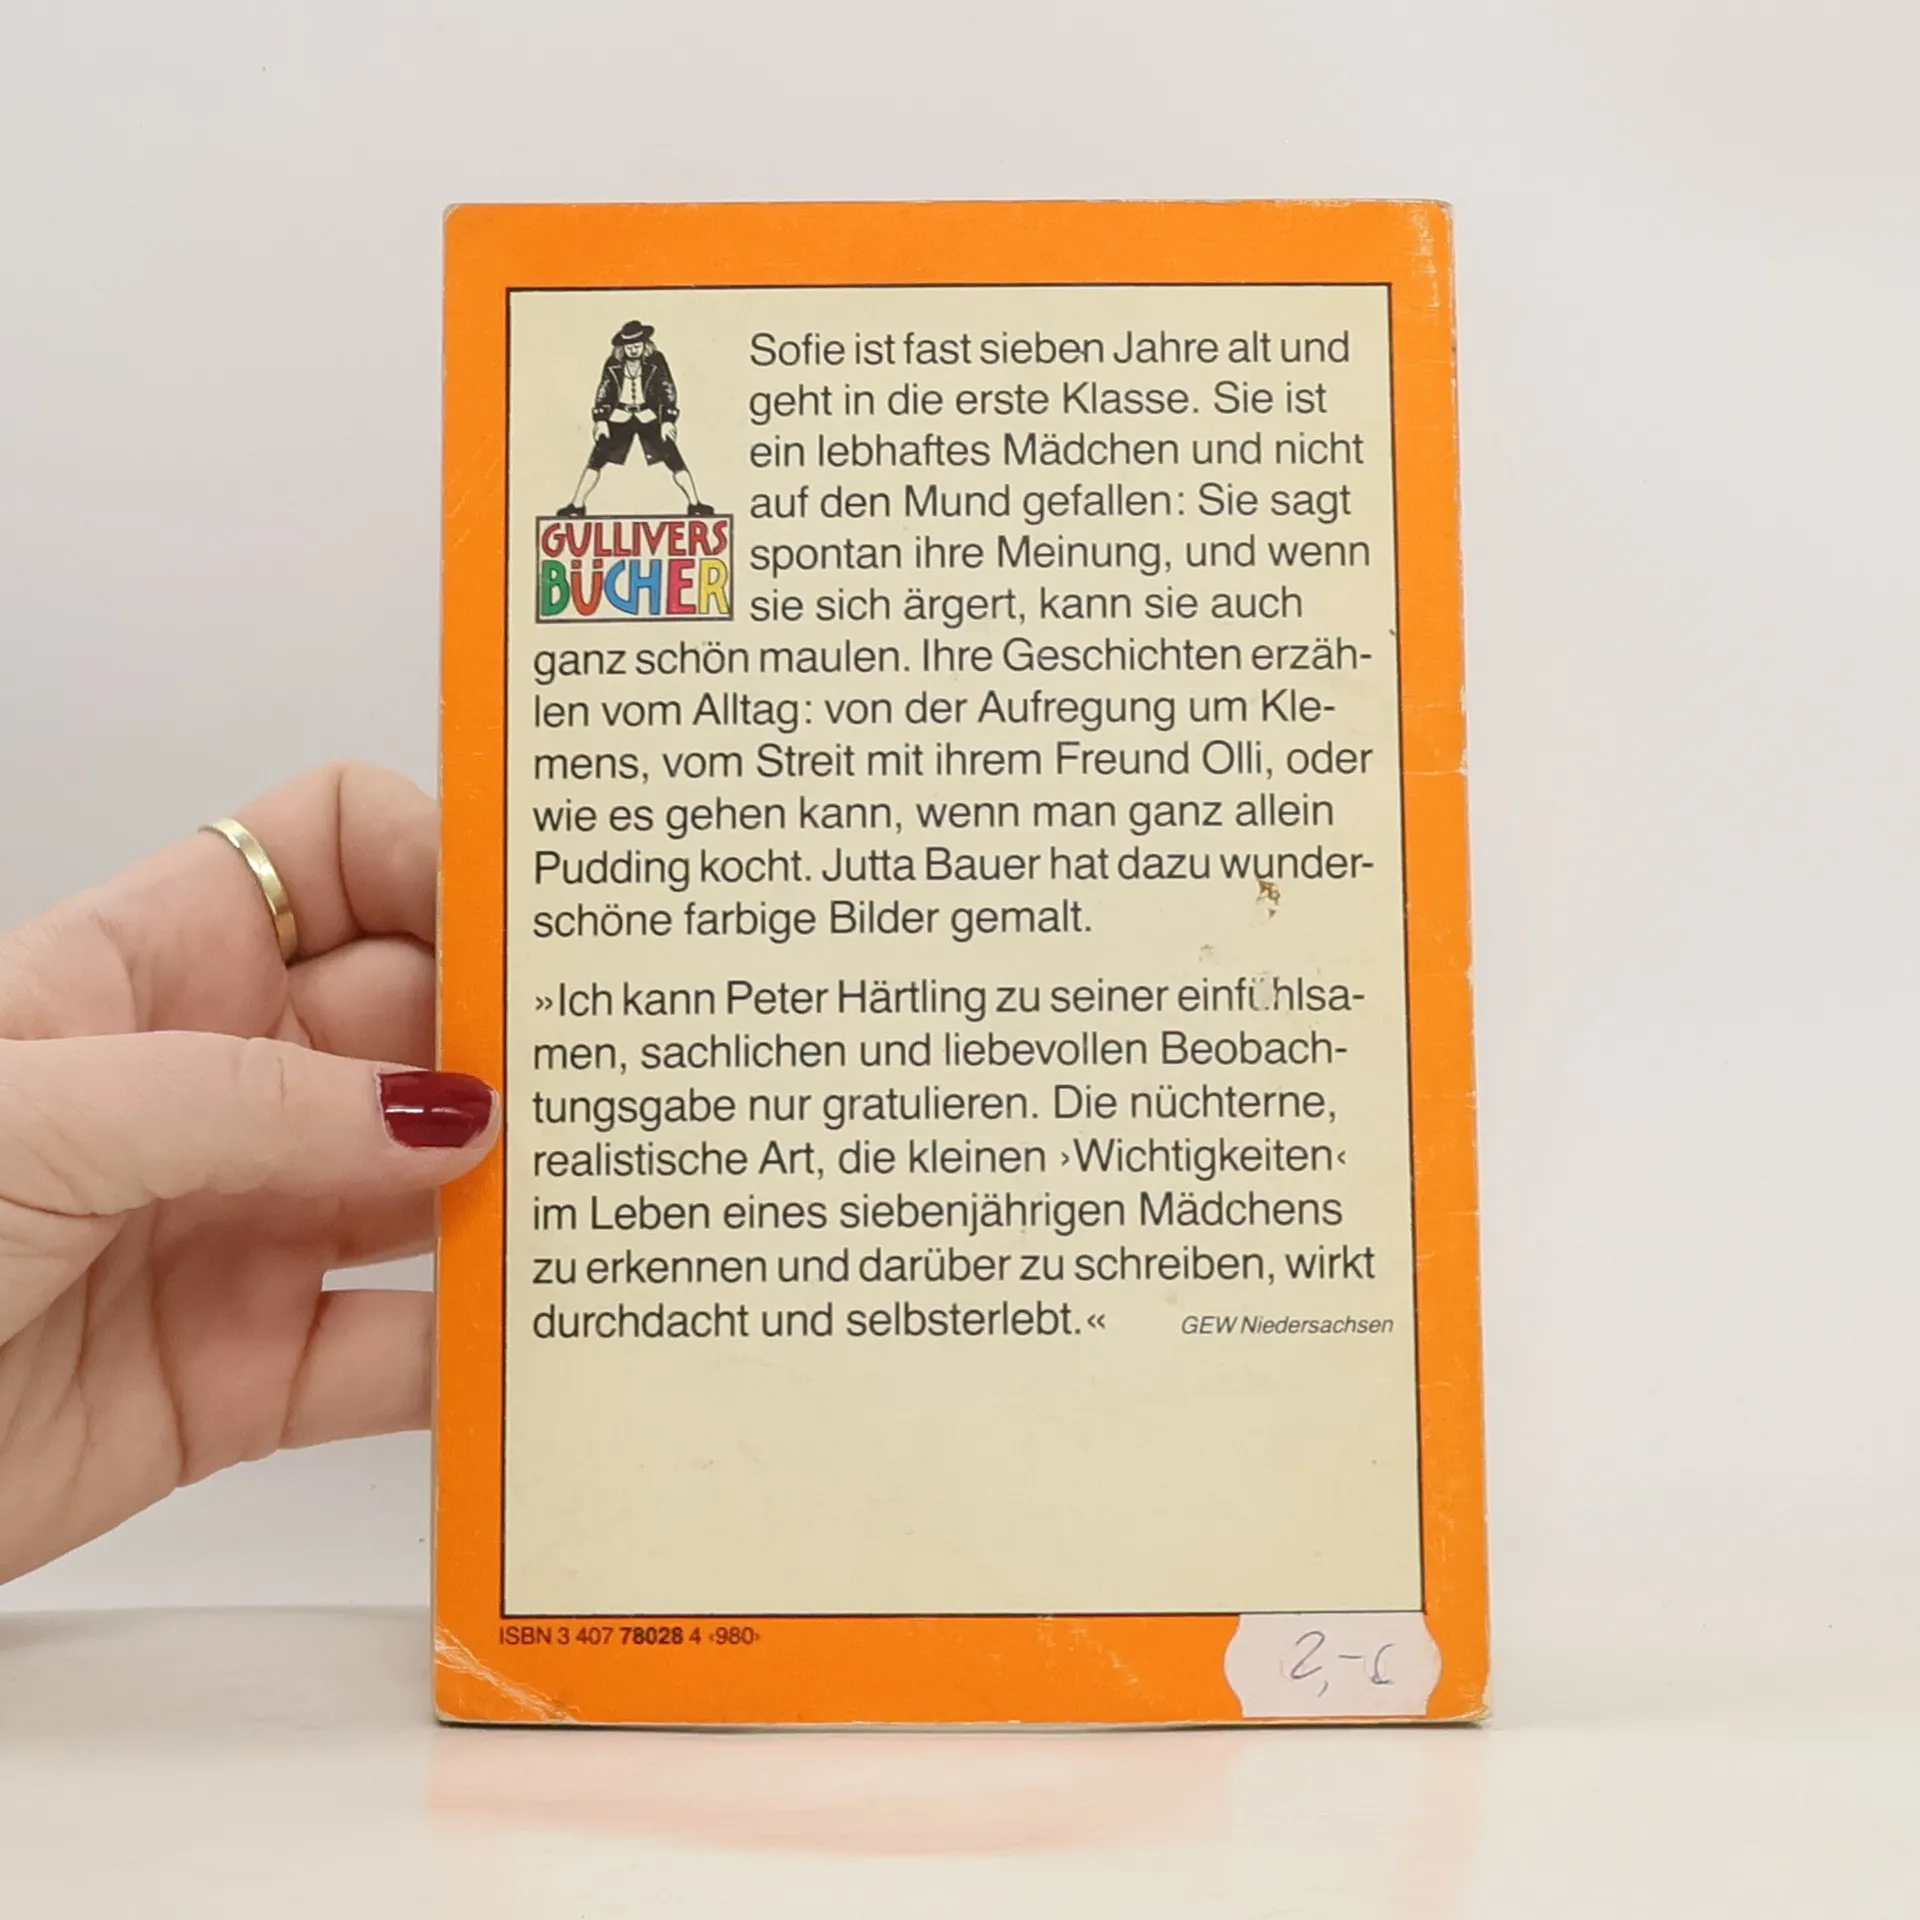 Sofie ist fast sieben Jahre alt und
geht in die erste Klasse. Sie ist
ein lebhaftes Mädchen und nicht
auf den Mund gefallen: Sie sagt
GULLIVERS
BÜCHER
spontan ihre Meinung, und wenn
sie sich ärgert, kann sie auch
ganz schön maulen. Ihre Geschichten erzäh-
len vom Alltag: von der Aufregung um Kle-
mens, vom Streit mit ihrem Freund Olli, oder
wie es gehen kann, wenn man ganz allein
Pudding kocht. Jutta Bauer hat dazu wunder-
schöne farbige Bilder gemalt.
»Ich kann Peter Härtling zu seiner einfühlsa-
men, sachlichen und liebevollen Beobach-
tungsgabe nur gratulieren. Die nüchterne,
realistische Art, die kleinen ›Wichtigkeiten‹
im Leben eines siebenjährigen Mädchens
zu erkennen und darüber zu schreiben, wirkt
durchdacht und selbsterlebt.« GEW Niedersachsen
ISBN 3 407 78028 4 ‹980›
2,-